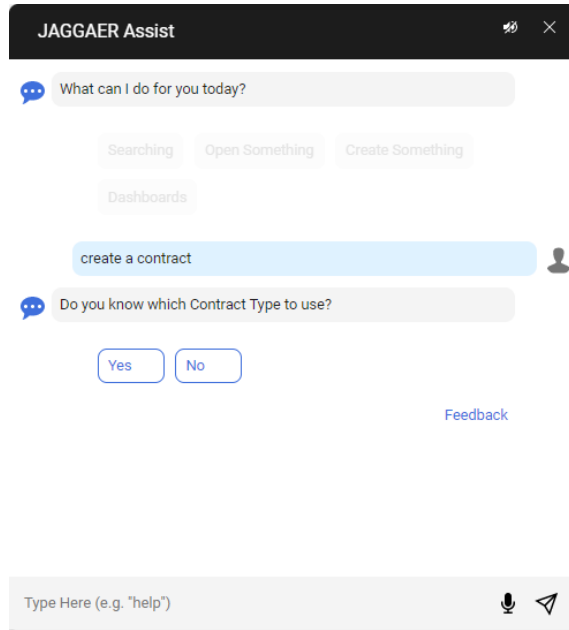 JAGGAER Assist
What can I do for you today?
Searching
Open Something
Create Something
Dashboards
create a contract
Do you know which Contract Type to use?
Yes
No
Feedback
Type Here (e.g. "help")